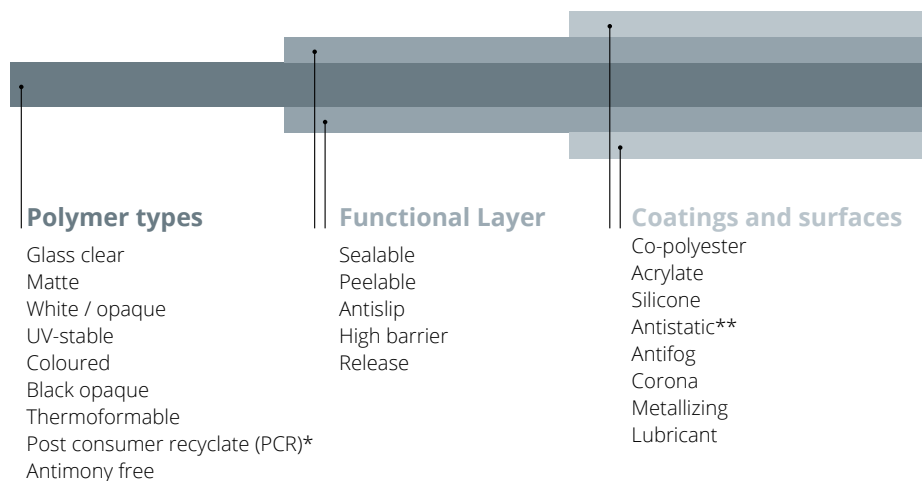 Polymer types
Glass clear
Matte
White / opaque
UV-stable
Coloured
Black opaque
Thermoformable
Post consumer recyclate (PCR)*
Antimony free
Functional Layer
Sealable
Peelable
Antislip
High barrier
Release
Coatings and surfaces
Co-polyester
Acrylate
Silicone
Antistatic**
Antifog
Corona
Metallizing
Lubricant